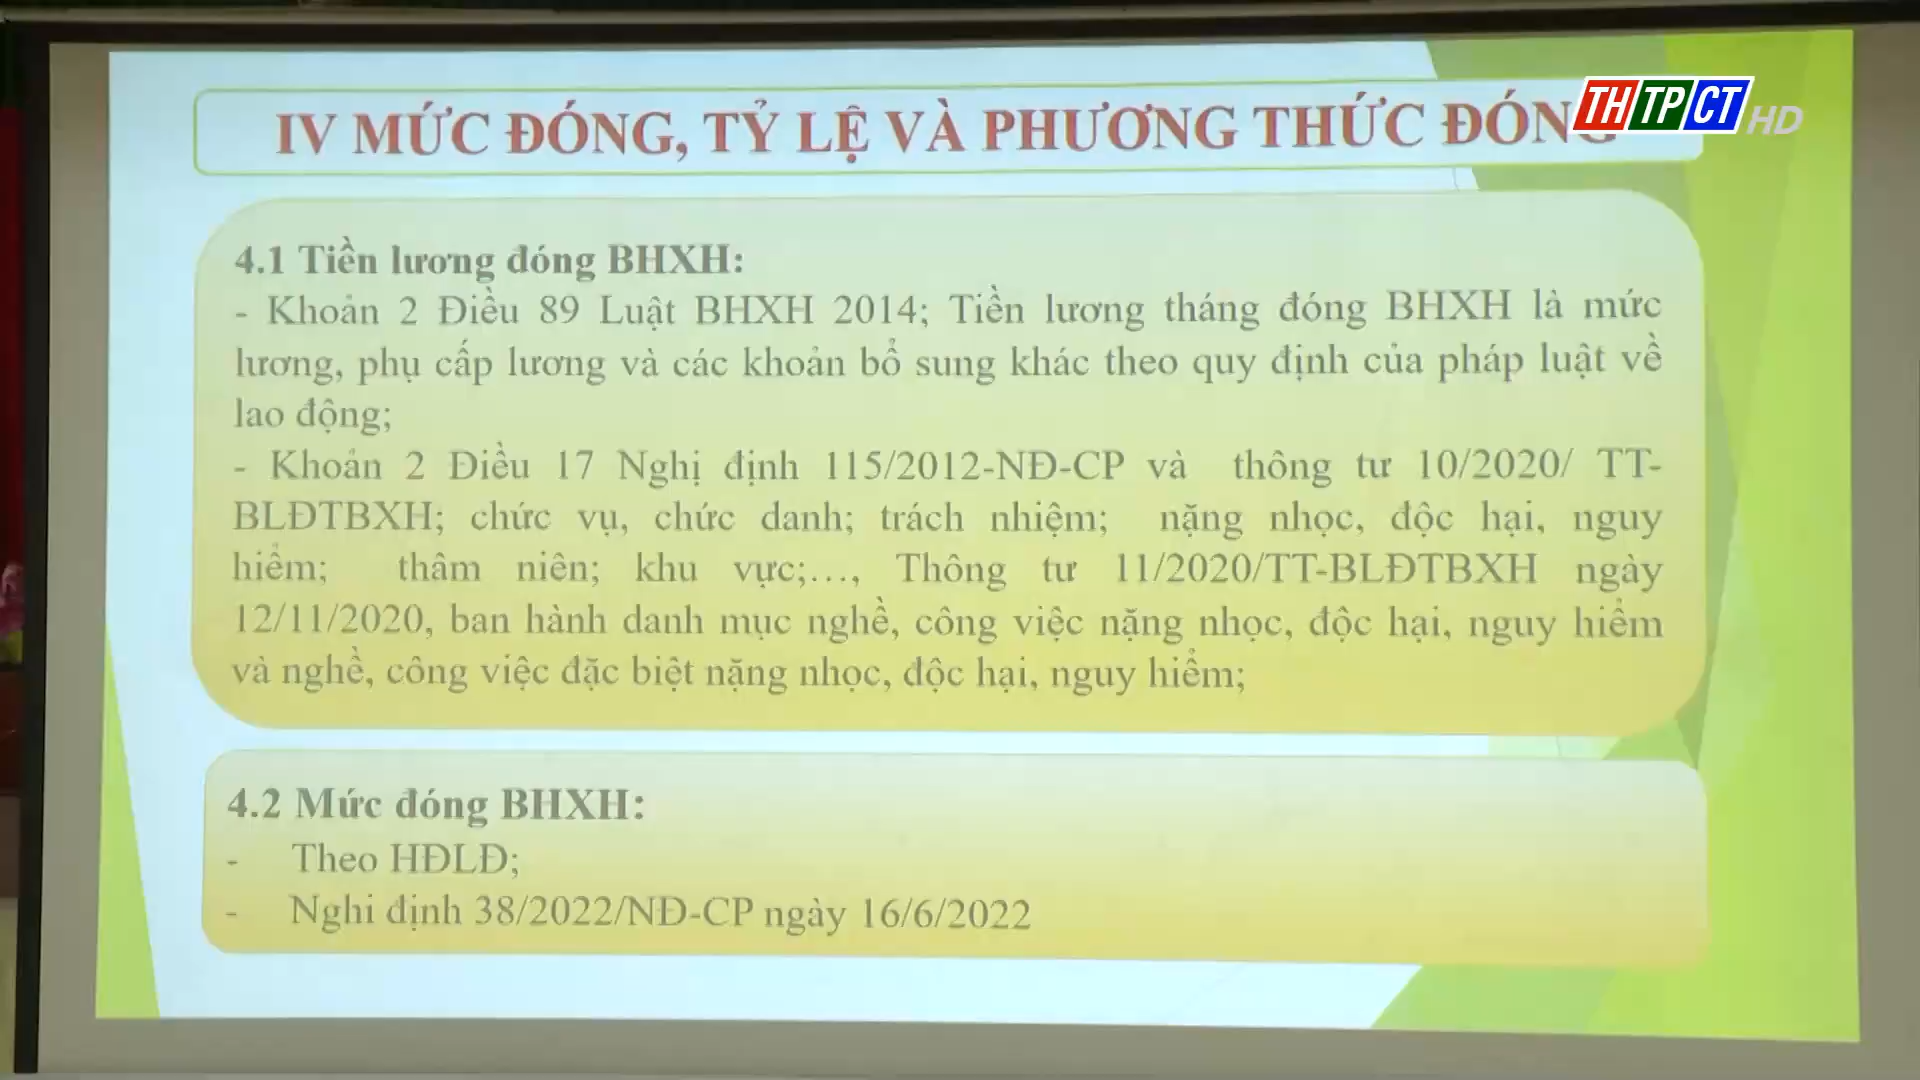 IV MỨC ĐÓNG, TỶ LỆ VÀ PHƯƠNG THỨC ĐÓNG
THTPCT HD
4.1 Tiền lương đóng BHXH:
- Khoản 2 Điều 89 Luật BHXH 2014; Tiền lương tháng đóng BHXH là mức
lương, phụ cấp lương và các khoản bổ sung khác theo quy định của pháp luật về
lao động;
- Khoản 2 Điều 17 Nghị định 115/2012-NĐ-CP và thông tư 10/2020/ TT-
BLĐTBXH; chức vụ, chức danh; trách nhiệm; nặng nhọc, độc hại, nguy
hiểm; thâm niên; khu vực;…, Thông tư 11/2020/TT-BLĐTBXH ngày
12/11/2020, ban hành danh mục nghề, công việc nặng nhọc, độc hại, nguy hiểm
và nghề, công việc đặc biệt nặng nhọc, độc hại, nguy hiểm;
4.2 Mức đóng BHXH:
- Theo HĐLĐ;
- Nghi định 38/2022/NĐ-CP ngày 16/6/2022